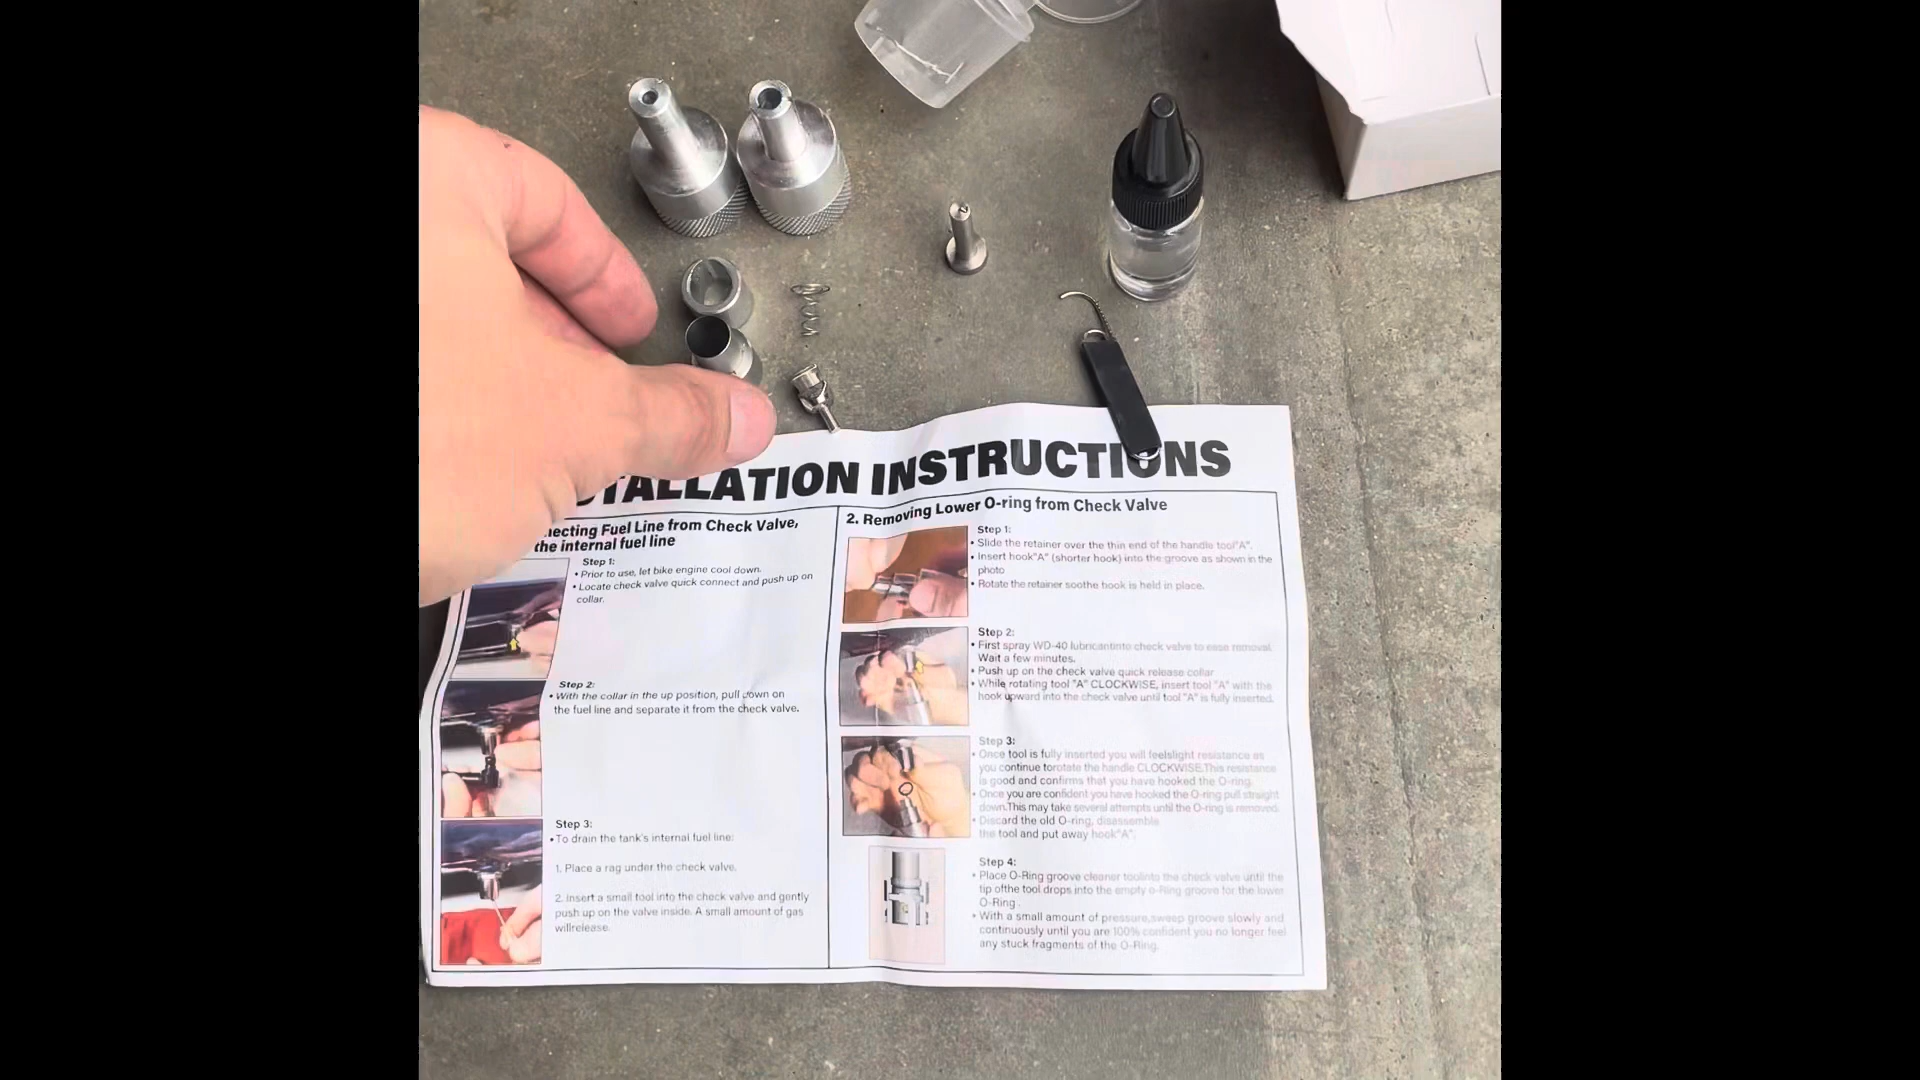 TALLATION INSTRUCTIONS
necting Fuel Line from Check Valve,
the internal fuel line
Step 1:
• Prior to use, let bike engine cool down.
• Locate check valve quick connect and push up on
collar.
Step 2:
• With the collar in the up position, pull down on
the fuel line and separate it from the check valve.
Step 3:
• To drain the tank's internal fuel line:
1. Place a rag under the check valve.
2. Insert a small tool into the check valve and gently
push up on the valve inside. A small amount of gas
willrelease.
2. Removing Lower O-ring from Check Valve
Step 1:
• Slide the retainer over the thin end of the handle tool"A".
• Insert hook"A" (shorter hook) into the groove as shown in the
photo
• Rotate the retainer soothe hook is held in place.
Step 2:
• First spray WD-40 lubricantinto check valve to ease removal.
Wait a few minutes.
• Push up on the check valve quick release collar
• While rotating tool "A" CLOCKWISE, insert tool "A" with the
hook upward into the check valve until tool "A" is fully inserted.
Step 3:
• Once tool is fully inserted you will feelslight resistance as
you continue torotate the handle CLOCKWISE.This resistance
is good and confirms that you have hooked the O-ring.
• Once you are confident you have hooked the O-ring pull straight
down.This may take several attempts until the O-ring is removed.
• Discard the old O-ring, disassemble
the tool and put away hook"A".
Step 4:
• Place O-Ring groove cleaner toolinto the check valve until the
tip ofthe tool drops into the empty o-Ring groove for the lower
O-Ring.
• With a small amount of pressure,sweep groove slowly and
continuously until you are 100% confident you no longer feel
any stuck fragments of the O-Ring.